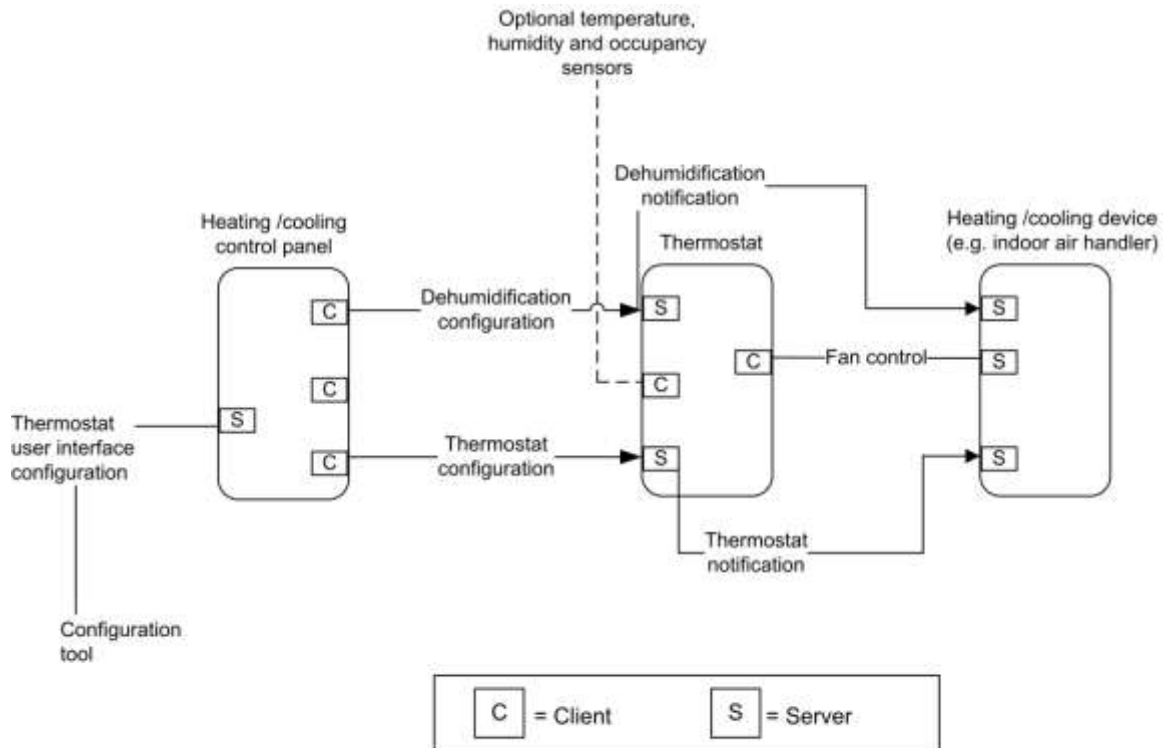 Optional temperature,
humidity and occupancy
sensors
Dehumidification
notification
Heating /cooling
control panel
Thermostat
Heating /cooling device
(e.g. indoor air handler)
C
Dehumidification
configuration
S
S
C
Fan control
S
C
C
S
Thermostat
user interface
configuration
C
Thermostat
configuration
S
S
Thermostat
notification
Configuration
tool
C = Client
S = Server